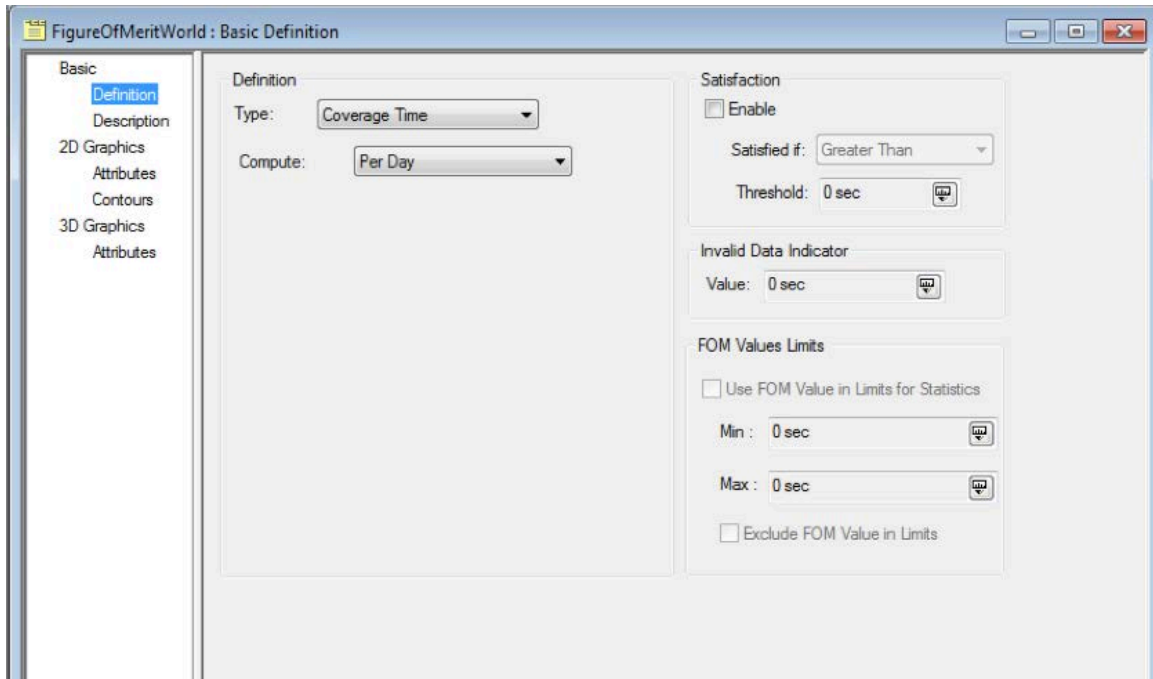 FigureOfMeritWorld : Basic Definition
Basic
Definition
Description
2D Graphics
Attributes
Contours
3D Graphics
Attributes
Definition
Type: Coverage Time
Compute: Per Day
Satisfaction
Enable
Satisfied if: Greater Than
Threshold: 0 sec
Invalid Data Indicator
Value: 0 sec
FOM Values Limits
Use FOM Value in Limits for Statistics
Min : 0 sec
Max : 0 sec
Exclude FOM Value in Limits